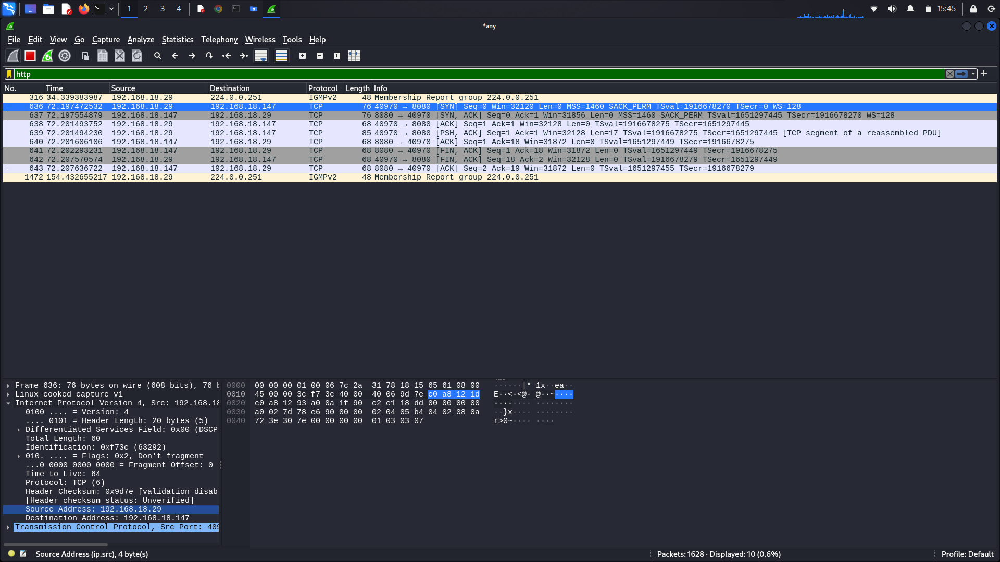 1 2 3 4 15:45
*any
File Edit View Go Capture Analyze Statistics Telephony Wireless Tools Help
http
No. Time Source Destination Protocol Length Info
316 34.339383987 192.168.18.29 224.0.0.251 IGMPv2 48 Membership Report group 224.0.0.251
636 72.197472532 192.168.18.29 192.168.18.147 TCP 76 40970 → 8080 [SYN] Seq=0 Win=32120 Len=0 MSS=1460 SACK_PERM TSval=1916678270 TSecr=0 WS=128
637 72.197554879 192.168.18.147 192.168.18.29 TCP 76 8080 → 40970 [SYN, ACK] Seq=0 Ack=1 Win=31856 Len=0 MSS=1460 SACK_PERM TSval=1651297445 TSecr=1916678270 WS=128
638 72.201493752 192.168.18.29 192.168.18.147 TCP 68 40970 → 8080 [ACK] Seq=1 Ack=1 Win=32128 Len=0 TSval=1916678275 TSecr=1651297445
639 72.201494230 192.168.18.29 192.168.18.147 TCP 85 40970 → 8080 [PSH, ACK] Seq=1 Ack=1 Win=32128 Len=17 TSval=1916678275 TSecr=1651297445 [TCP segment of a reassembled PDU]
640 72.201606106 192.168.18.147 192.168.18.29 TCP 68 8080 → 40970 [ACK] Seq=1 Ack=18 Win=31872 Len=0 TSval=1651297449 TSecr=1916678275
641 72.202293231 192.168.18.147 192.168.18.29 TCP 68 8080 → 40970 [FIN, ACK] Seq=1 Ack=18 Win=31872 Len=0 TSval=1651297449 TSecr=1916678275
642 72.207570574 192.168.18.29 192.168.18.147 TCP 68 40970 → 8080 [FIN, ACK] Seq=18 Ack=2 Win=32128 Len=0 TSval=1916678279 TSecr=1651297449
643 72.207636722 192.168.18.147 192.168.18.29 TCP 68 8080 → 40970 [ACK] Seq=2 Ack=19 Win=31872 Len=0 TSval=1651297455 TSecr=1916678279
1472 154.432655217 192.168.18.29 224.0.0.251 IGMPv2 48 Membership Report group 224.0.0.251
Frame 636: 76 bytes on wire (608 bits), 76 b
Linux cooked capture v1
Internet Protocol Version 4, Src: 192.168.18
0100 .... = Version: 4
.... 0101 = Header Length: 20 bytes (5)
Differentiated Services Field: 0x00 (DSCP
Total Length: 60
Identification: 0xf73c (63292)
010. .... = Flags: 0x2, Don't fragment
...0 0000 0000 0000 = Fragment Offset: 0
Time to Live: 64
Protocol: TCP (6)
Header Checksum: 0x9d7e [validation disab
[Header checksum status: Unverified]
Source Address: 192.168.18.29
Destination Address: 192.168.18.147
Transmission Control Protocol, Src Port: 409
0000 00 00 00 01 00 06 7c 2a 31 78 18 15 65 61 08 00 ······|* 1x··ea··
0010 45 00 00 3c f7 3c 40 00 40 06 9d 7e c0 a8 12 1d E··<·<@· @··~····
0020 c0 a8 12 93 a0 0a 1f 90 c2 c1 18 dd 00 00 00 00 ········ ········
0030 a0 02 7d 78 e6 90 00 00 02 04 05 b4 04 02 08 0a ··}x···· ········
0040 72 3e 30 7e 00 00 00 00 01 03 03 07 r>0~···· ····
Source Address (ip.src), 4 byte(s) Packets: 1628 · Displayed: 10 (0.6%) Profile: Default